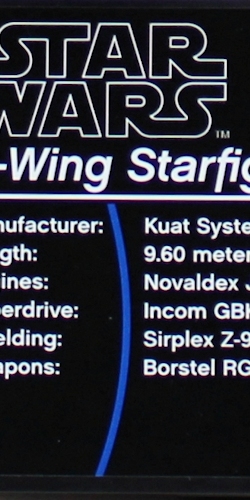 STAR
WARS
TM
-Wing Starfig
nufacturer: Kuat Syste
gth: 9.60 meter
ines: Novaldex J
perdrive: Incom GBK
elding: Sirplex Z-9
apons: Borstel RG